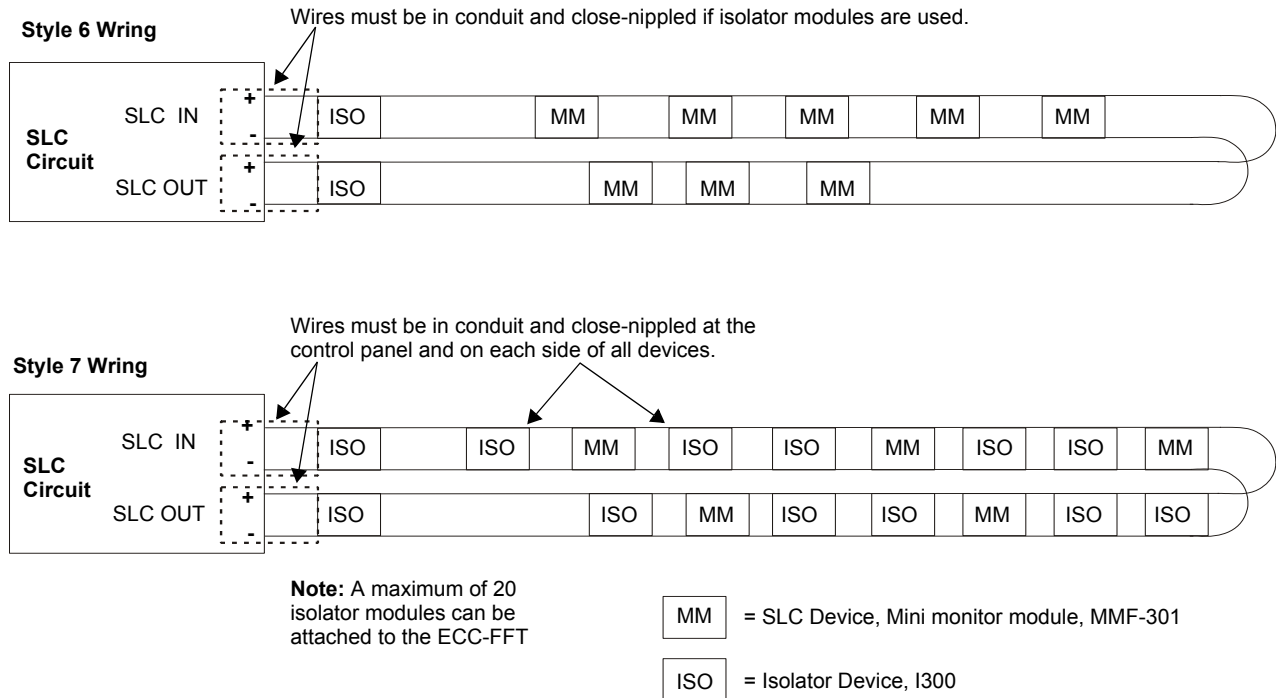 Wires must be in conduit and close-nippled if isolator modules are used.
Style 6 Wring
SLC IN
+
-
ISO
MM
MM
MM
MM
MM
SLC
Circuit
SLC OUT
+
-
ISO
MM
MM
MM
Wires must be in conduit and close-nippled at the
control panel and on each side of all devices.
Style 7 Wring
SLC IN
+
-
ISO
ISO
MM
ISO
ISO
MM
ISO
ISO
MM
SLC
Circuit
SLC OUT
+
-
ISO
ISO
MM
ISO
ISO
MM
ISO
ISO
Note: A maximum of 20
isolator modules can be
attached to the ECC-FFT
MM = SLC Device, Mini monitor module, MMF-301
ISO = Isolator Device, I300